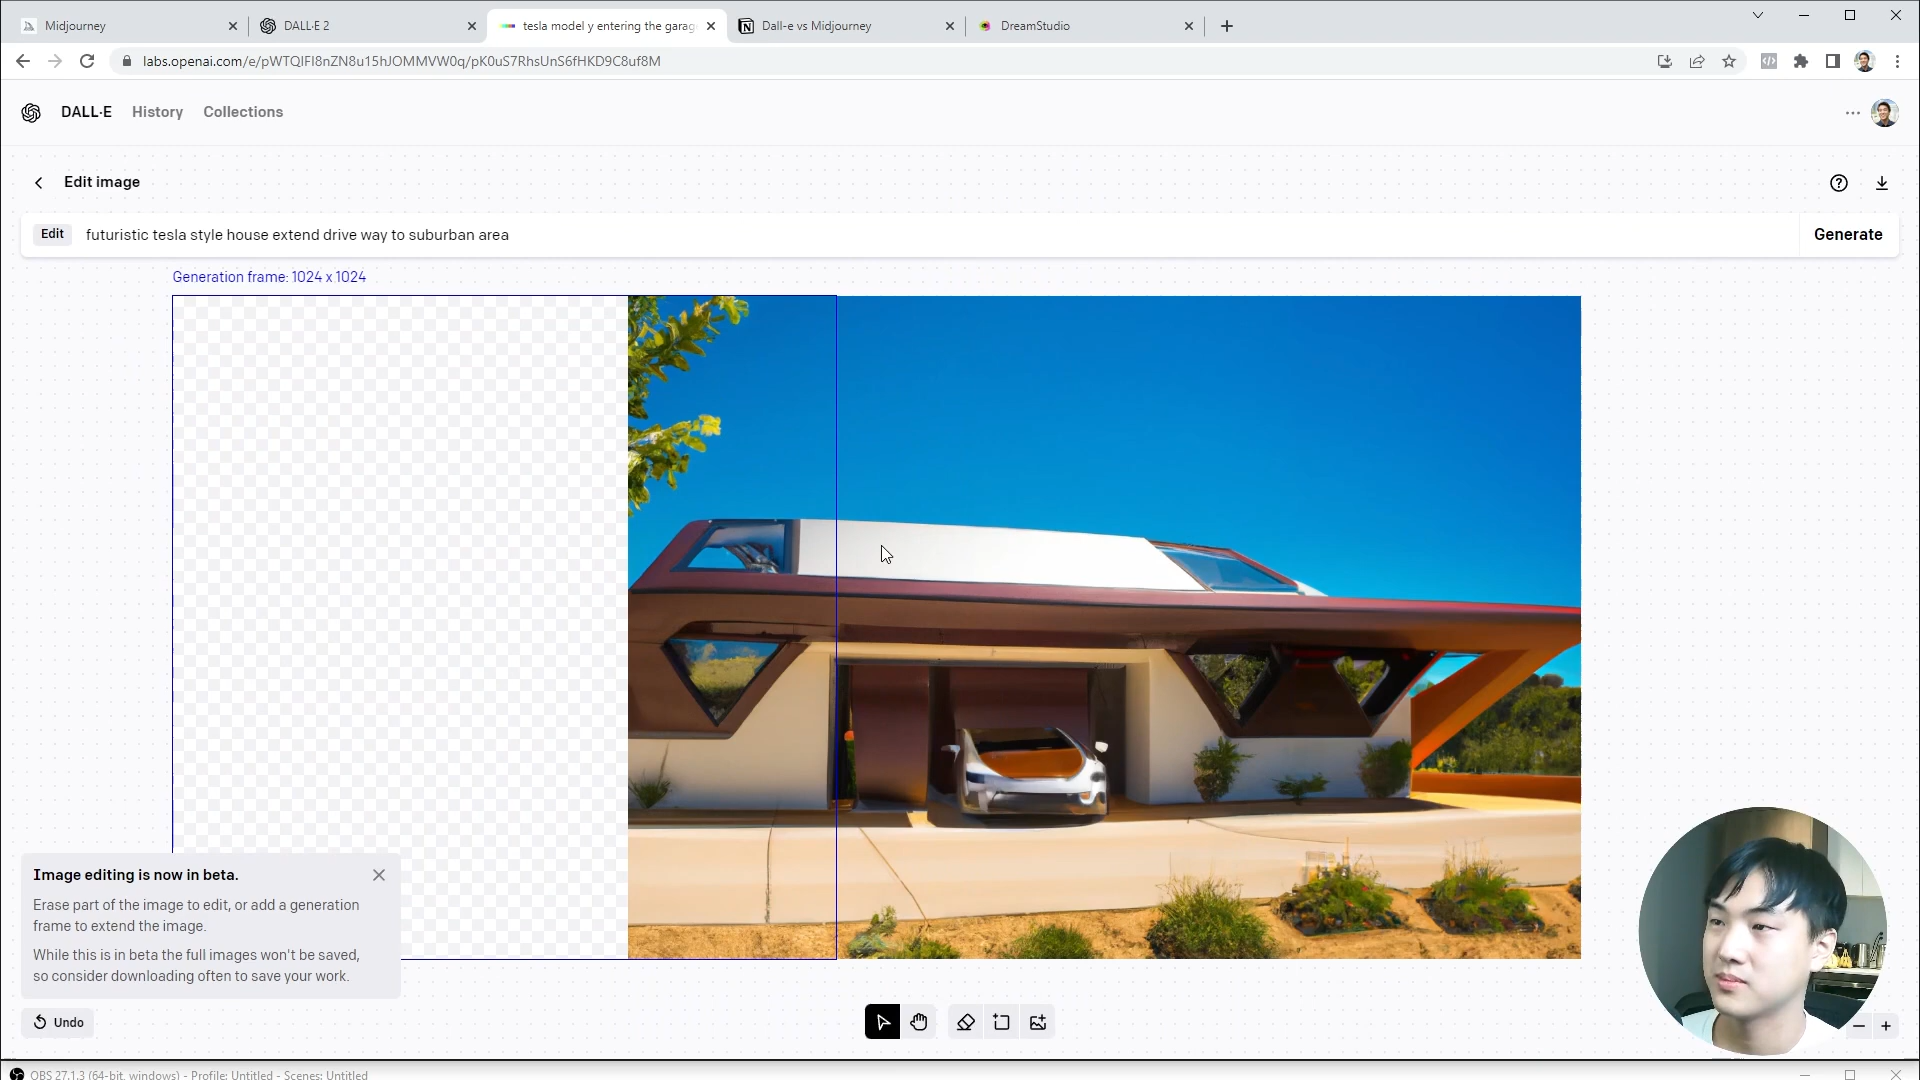 Midjourney
DALL·E 2
tesla model y entering the garag
Dall-e vs Midjourney
DreamStudio
labs.openai.com/e/pWTQIFI8nZN8u15hJOMMVW0q/pK0uS7RhsUnS6fHKD9C8uf8M
DALL·E
History
Collections
Edit image
Edit
futuristic tesla style house extend drive way to suburban area
Generate
Generation frame: 1024 x 1024
Image editing is now in beta.
Erase part of the image to edit, or add a generation
frame to extend the image.
While this is in beta the full images won't be saved,
so consider downloading often to save your work.
Undo
OBS 27.1.3 (64-bit, windows) - Profile: Untitled - Scenes: Untitled